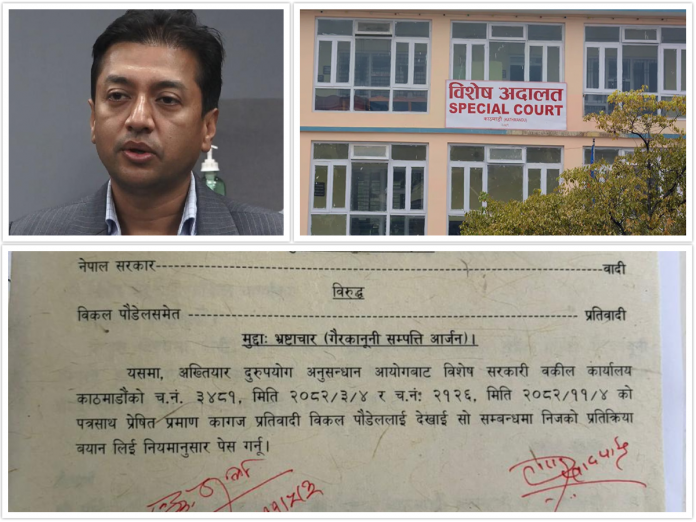 विशेष अदालत
SPECIAL COURT
नेपाल सरकार------------------------------------------------------------वादी
विरुद्ध
विकल पौडेलसमेत ------------------------------------------------------------ प्रतिवादी
मुद्दाः भ्रष्टाचार (गैरकानूनी सम्पत्ति आर्जन)।
यसमा, अख्तियार दुरुपयोग अनुसन्धान आयोगबाट विशेष सरकारी वकील कार्यालय
काठमाडौंको च.नं. ३४८१, मिति २०८२/३/४ र च.नंः २१२६, मिति २०८२/११/४ को
पत्रसाथ प्रेषित प्रमाण कागज प्रतिवादी विकल पौडेललाई देखाई सो सम्बन्धमा निजको प्रतिक्रिया
बयान लिई नियमानुसार पेस गर्नू।